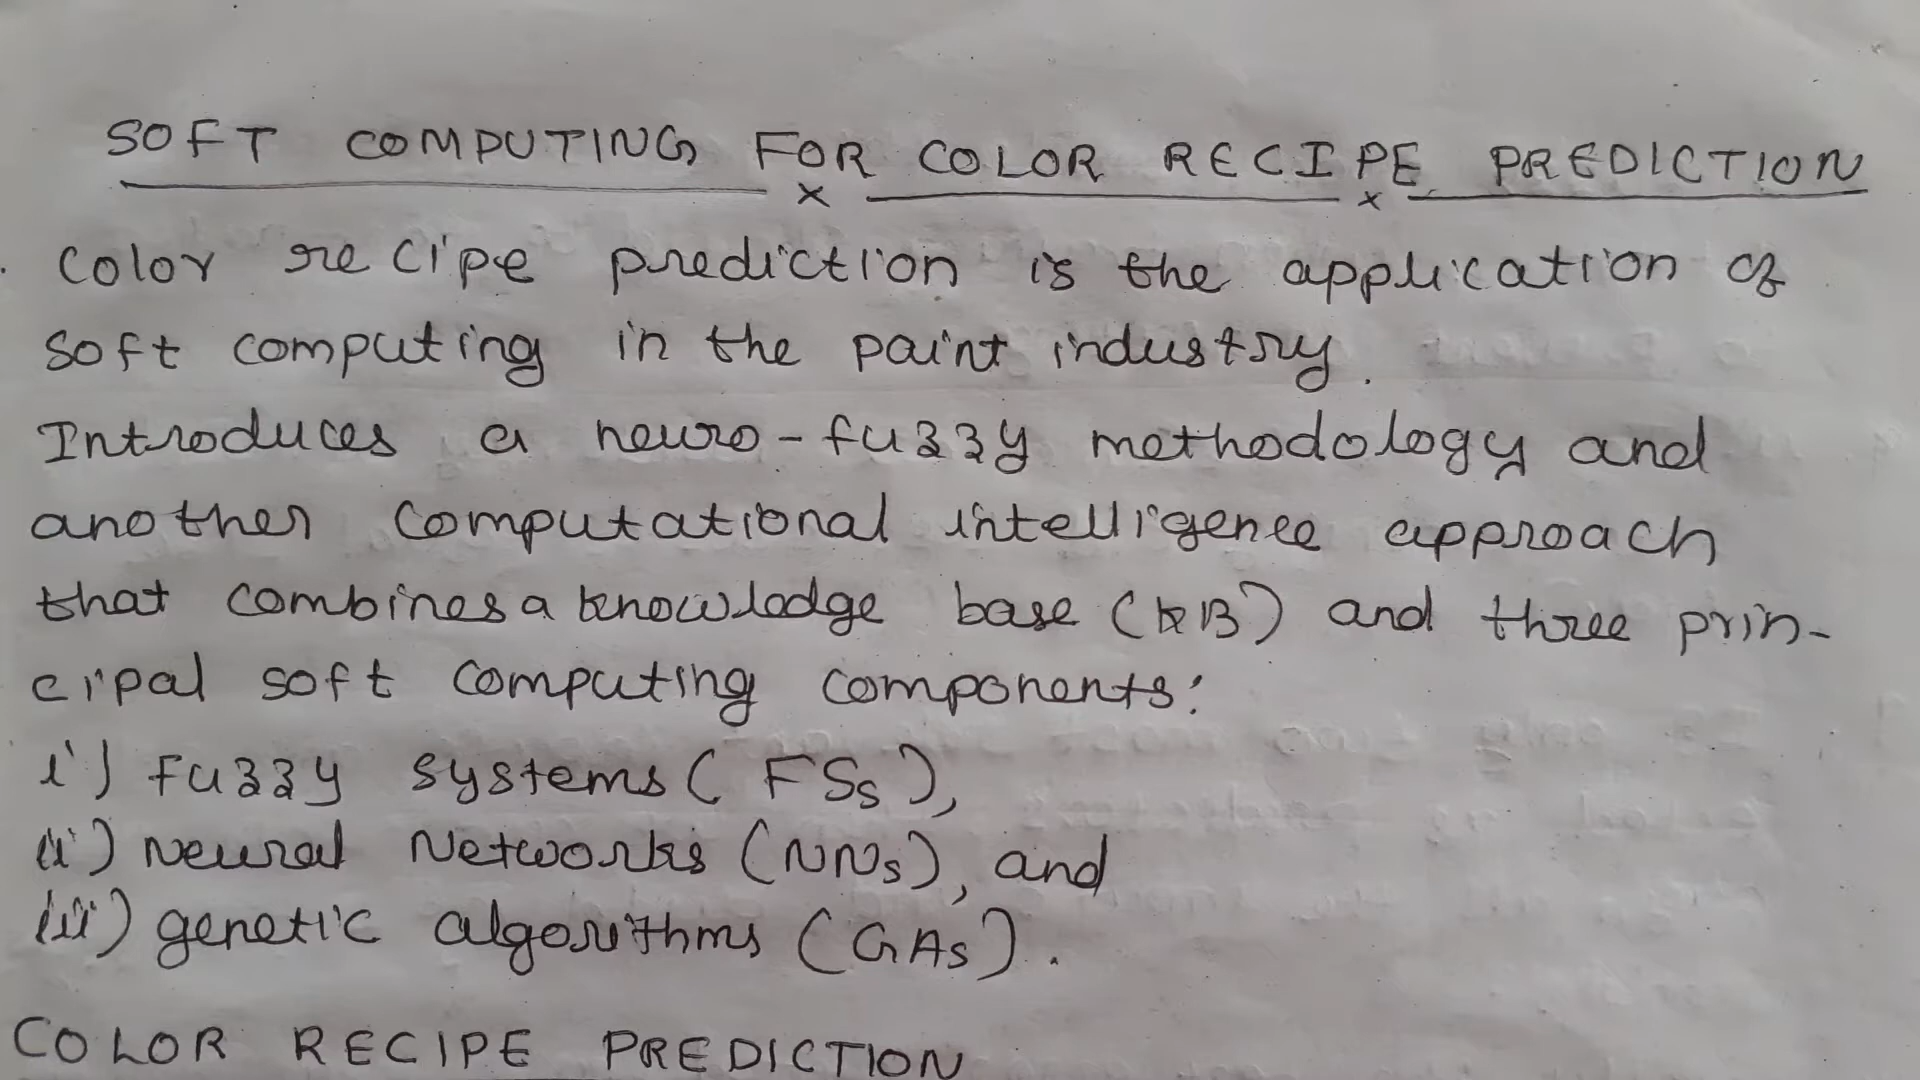 SOFT COMPUTING FOR COLOR RECIPE PREDICTION
Color recipe prediction is the application of
soft computing in the paint industry.
Introduces a neuro-fuzzy methodology and
another computational intelligence approach
that combines a knowledge base (KB) and three prin-
cipal soft computing components:
i) Fuzzy systems (FSs),
(ii) Neural Networks (NNs), and
(iii) genetic algorithms (GAs).
COLOR RECIPE PREDICTION